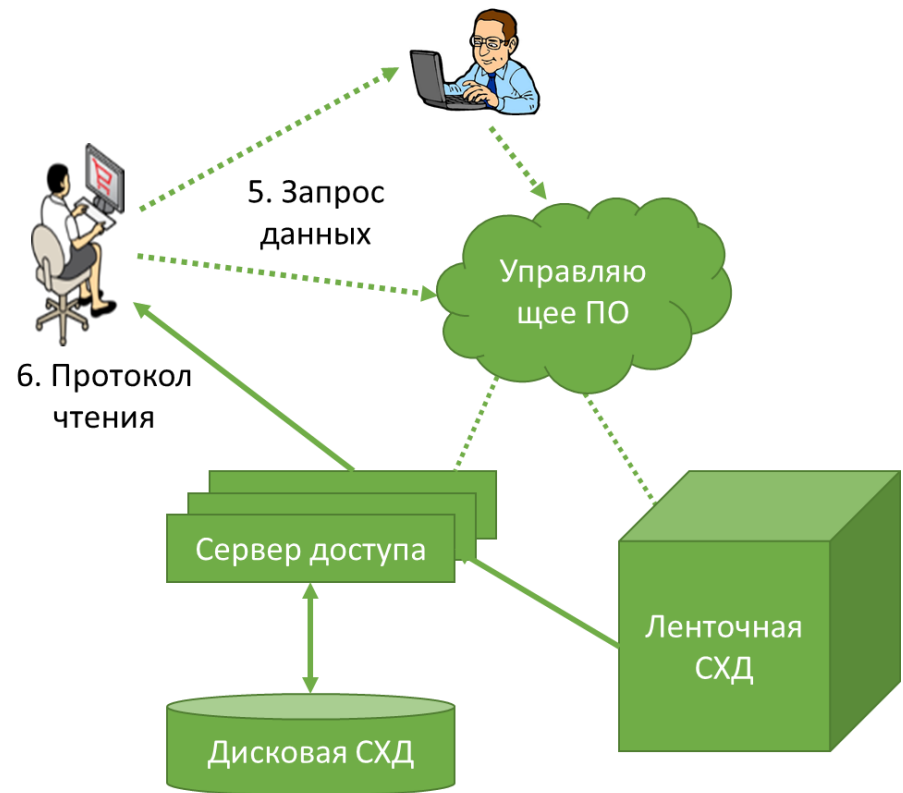 5. Запрос
данных
Управляю
щее ПО
6. Протокол
чтения
Сервер доступа
Ленточная
СХД
Дисковая СХД